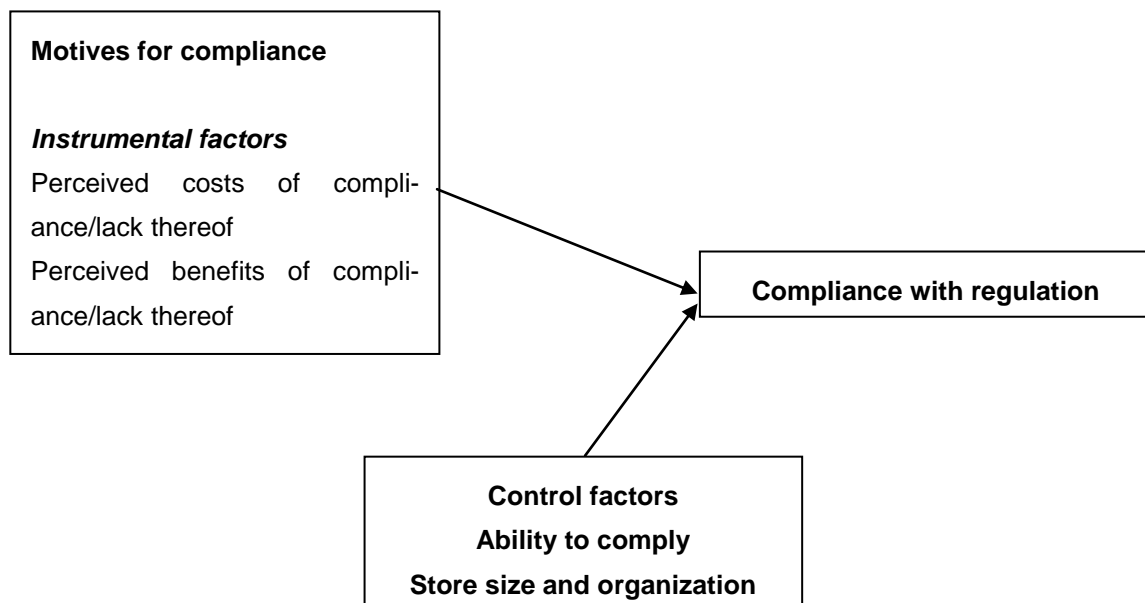 Motives for compliance
Instrumental factors
Perceived costs of compli-
ance/lack thereof
Perceived benefits of compli-
ance/lack thereof
Compliance with regulation
Control factors
Ability to comply
Store size and organization